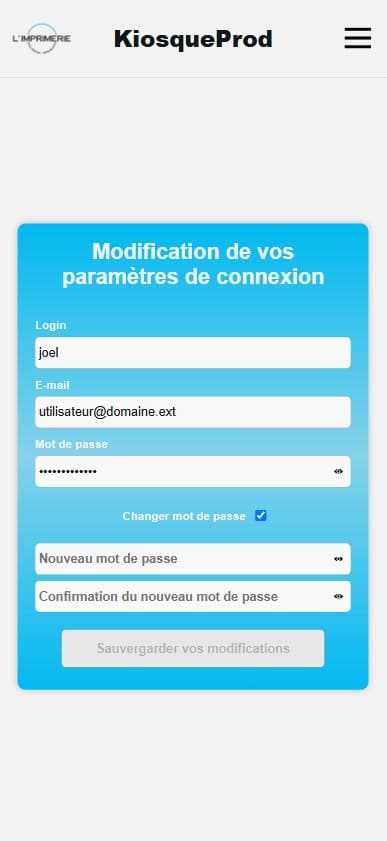 L'IMPRIMERIE
KiosqueProd
Modification de vos
paramètres de connexion
Login
joel
E-mail
utilisateur@domaine.ext
Mot de passe
•••••••••••••
Changer mot de passe
Nouveau mot de passe
Confirmation du nouveau mot de passe
Sauvergarder vos modifications